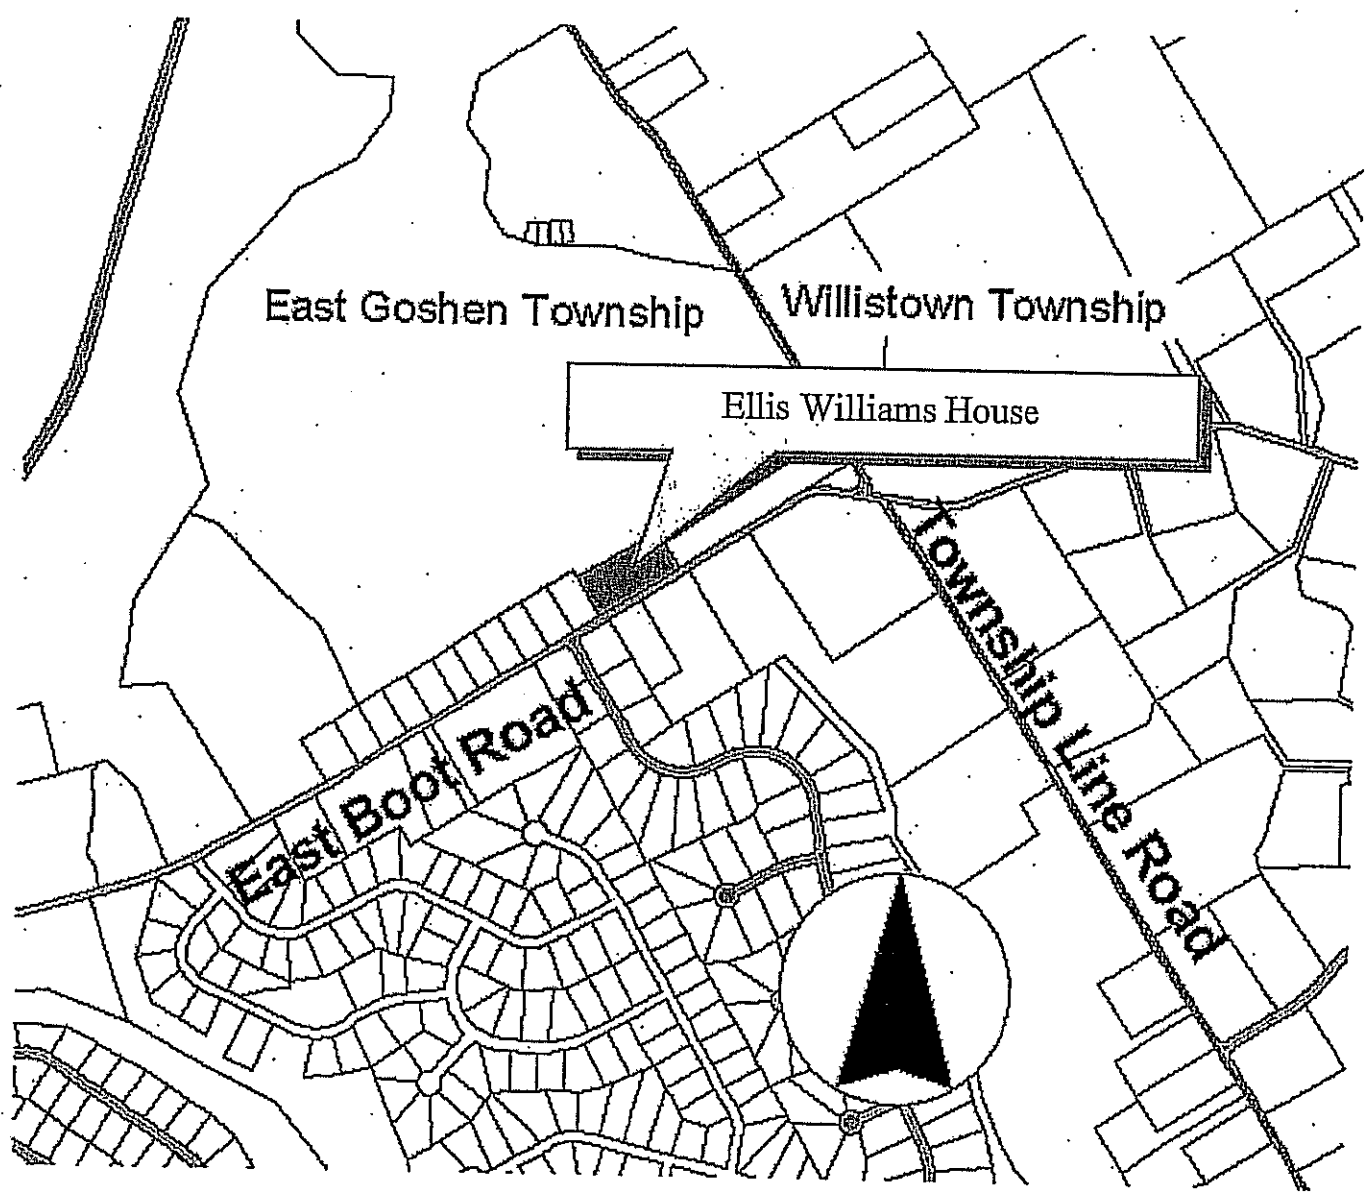 East Goshen Township
Willistown Township
Ellis Williams House
Township Line Road
East Boot Road